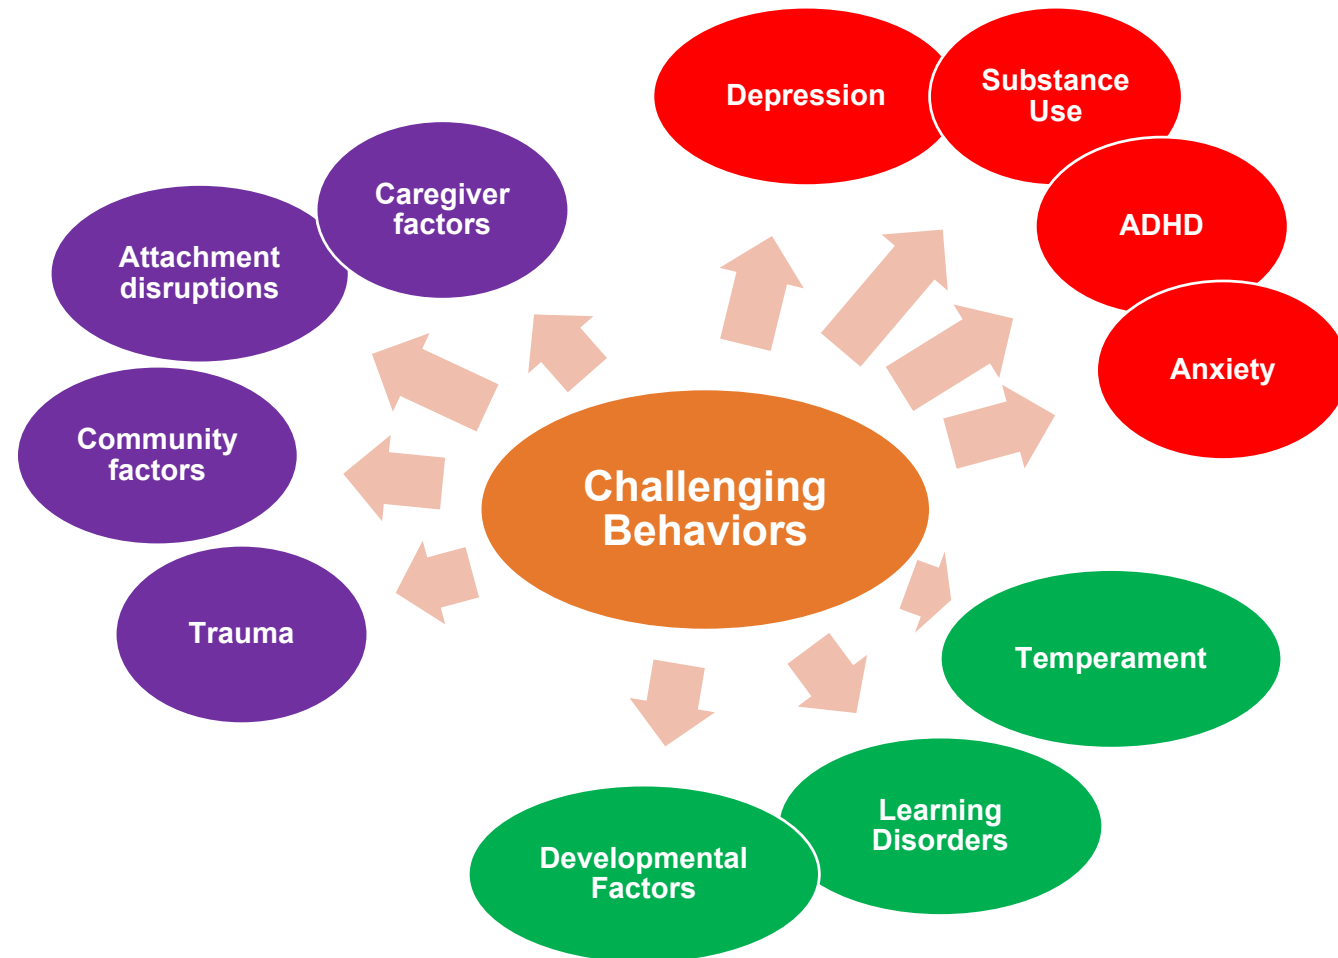 Depression
Substance
Use
ADHD
Anxiety
Caregiver
factors
Attachment
disruptions
Community
factors
Trauma
Challenging
Behaviors
Temperament
Learning
Disorders
Developmental
Factors